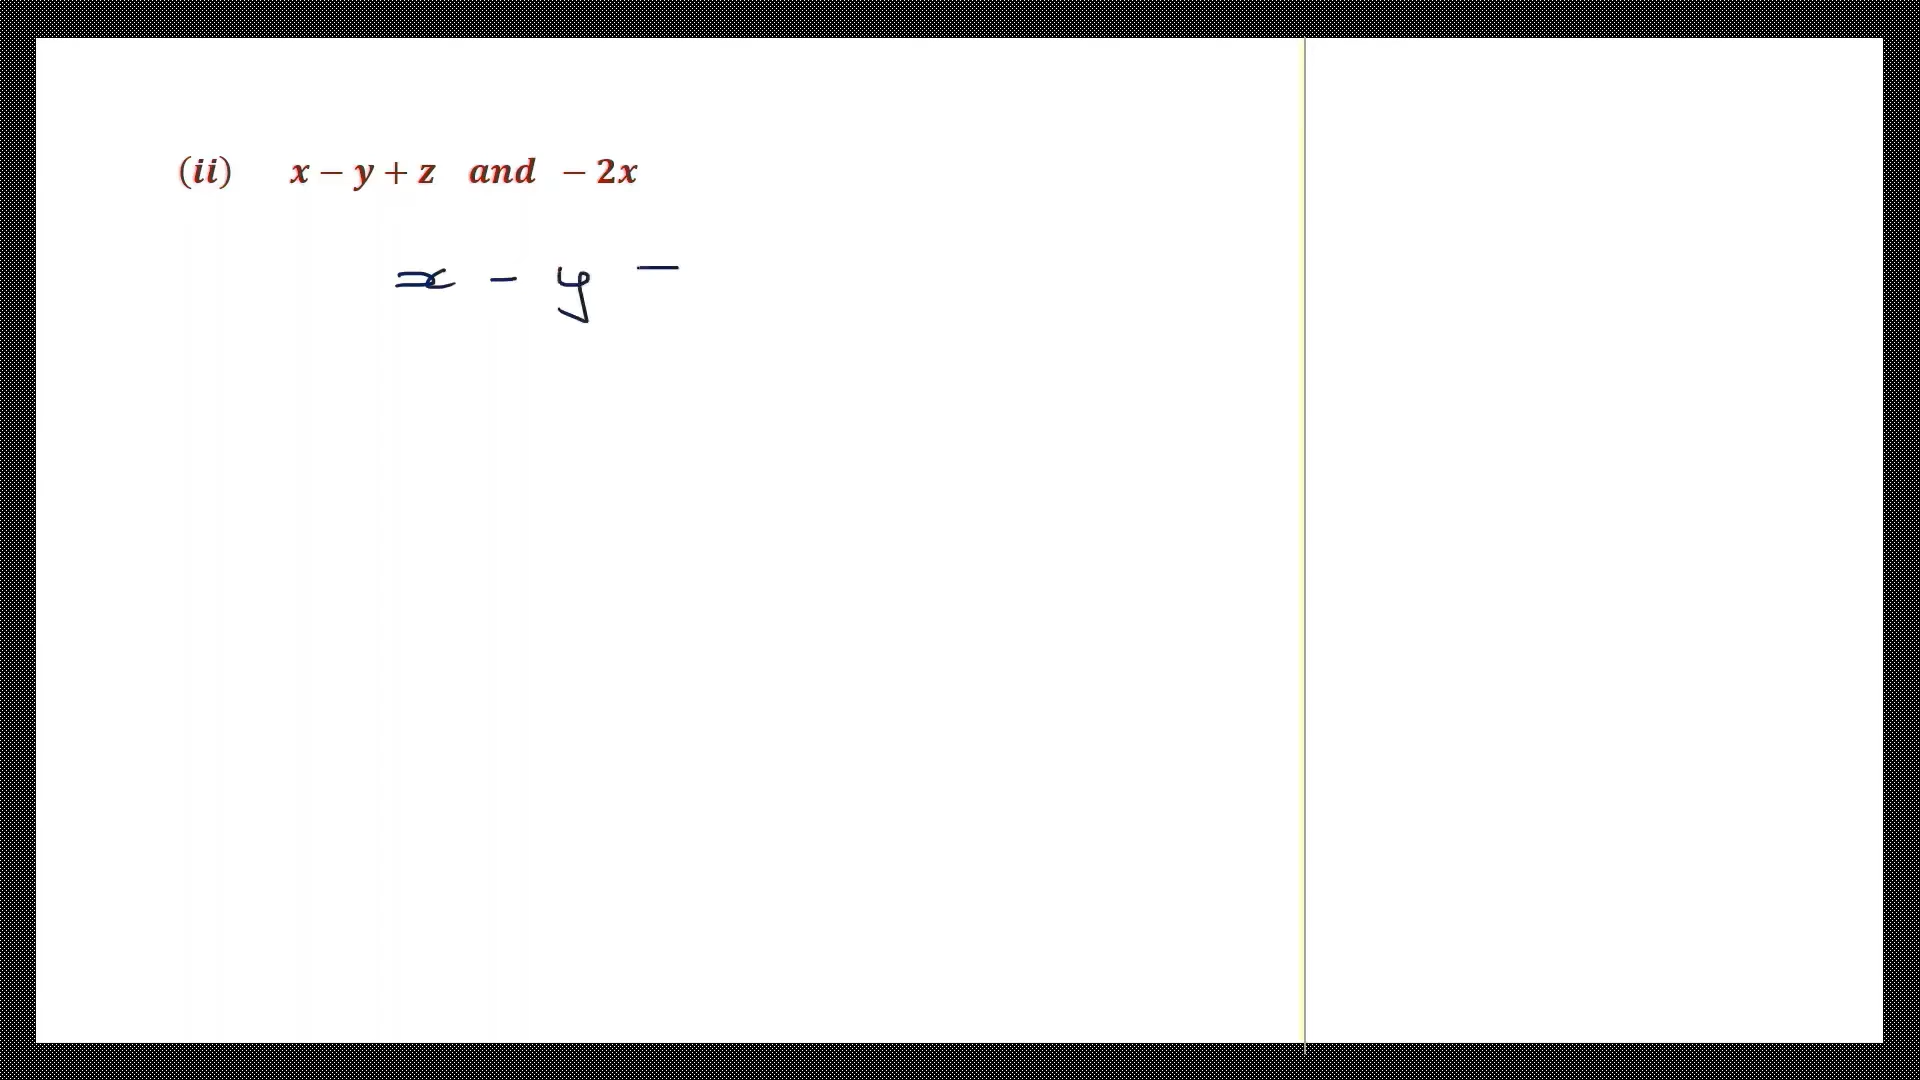 (ii) x − y + z and − 2x
x - y -